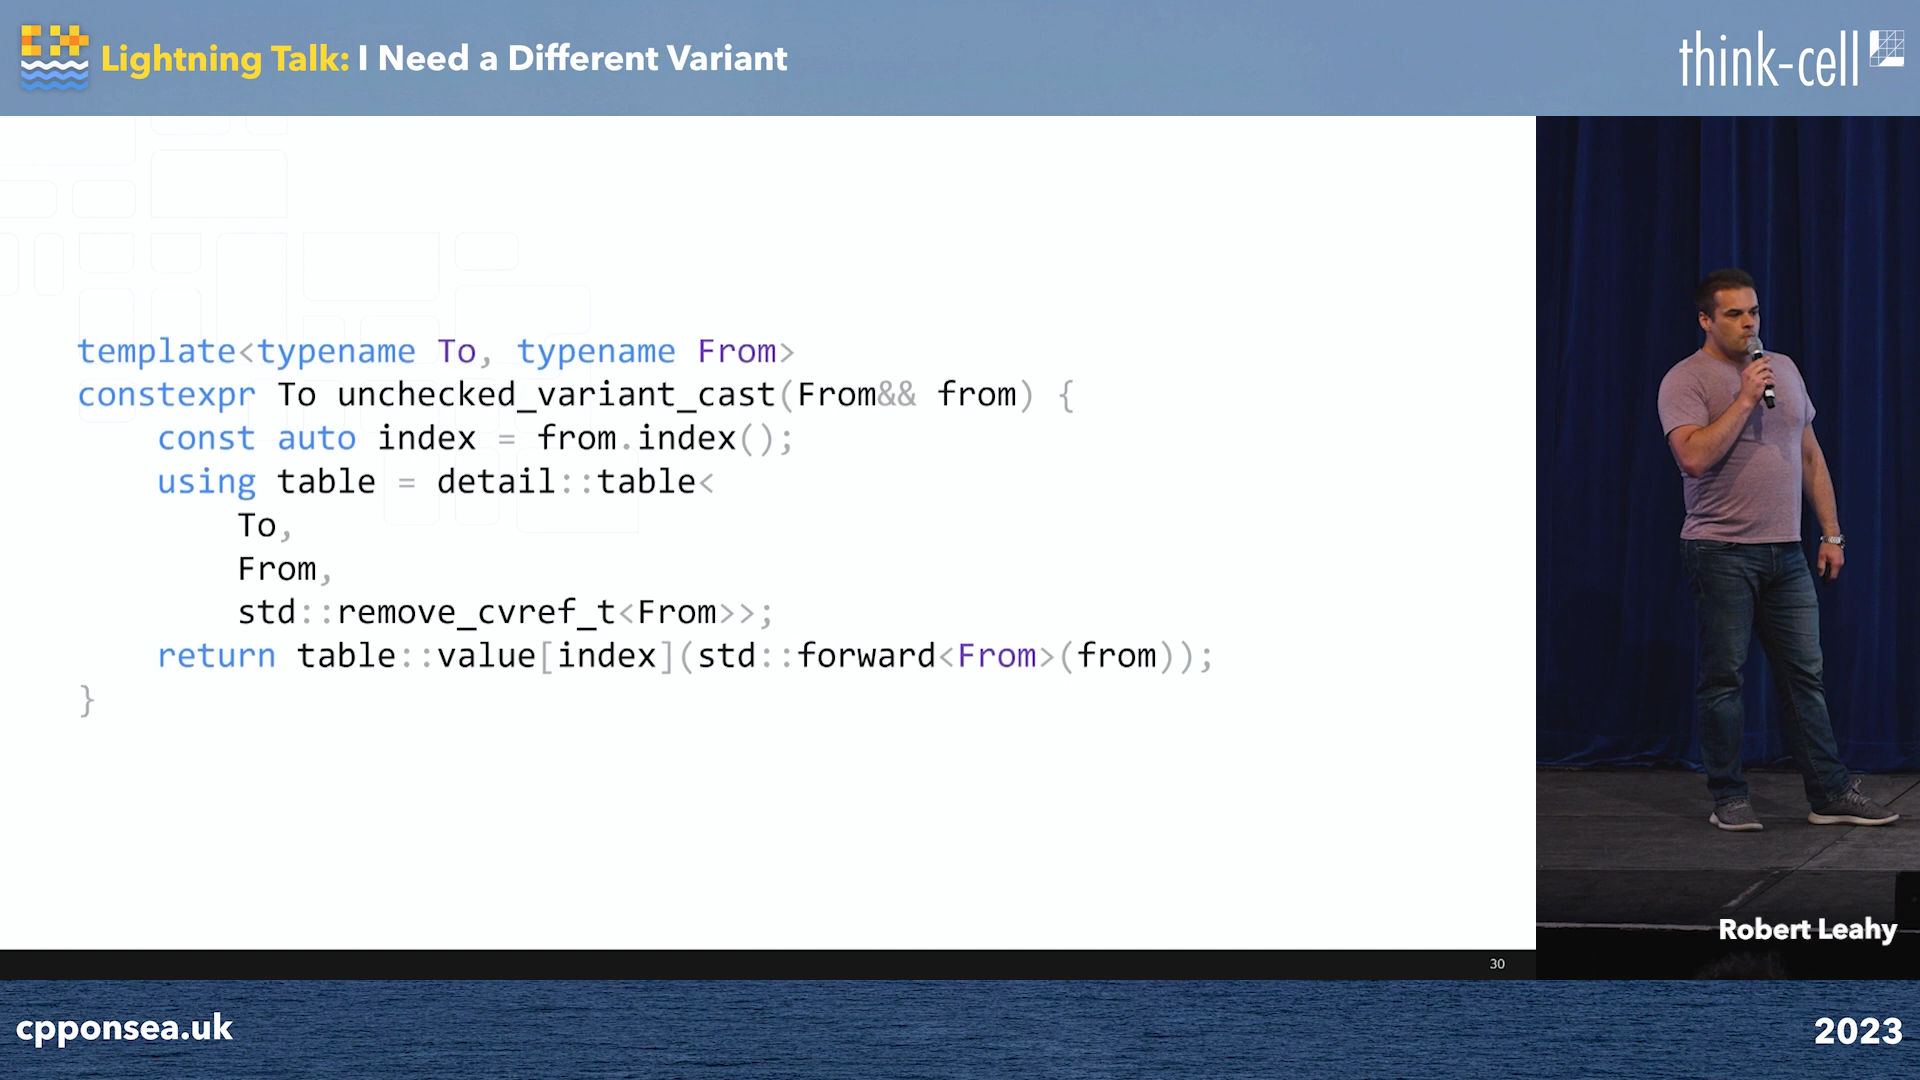 Lightning Talk: I Need a Different Variant
think-cell
template<typename To, typename From>
constexpr To unchecked_variant_cast(From&& from) {
    const auto index = from.index();
    using table = detail::table<
        To,
        From,
        std::remove_cvref_t<From>>;
    return table::value[index](std::forward<From>(from));
}
30
Robert Leahy
cpponsea.uk
2023